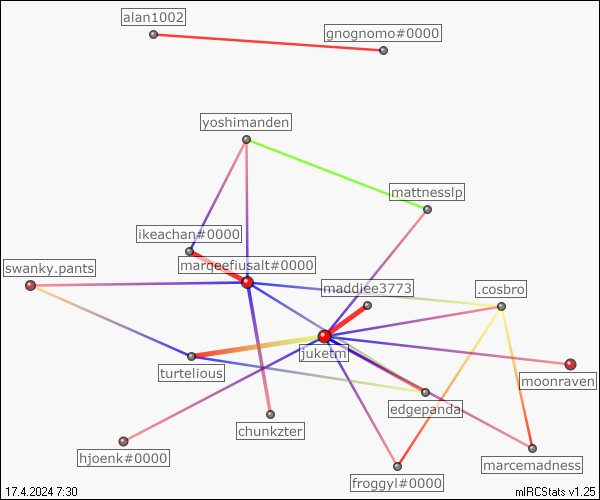 alan1002
gnognomo#0000
yoshimanden
mattnesslp
ikeachan#0000
swanky.pants
marqeefiusalt#0000
maddiee3773
.cosbro
juketm
turtelious
moonraven
edgepanda
chunkzter
hjoenk#0000
marcemadness
froggyl#0000
17.4.2024 7:30
mIRCStats v1.25